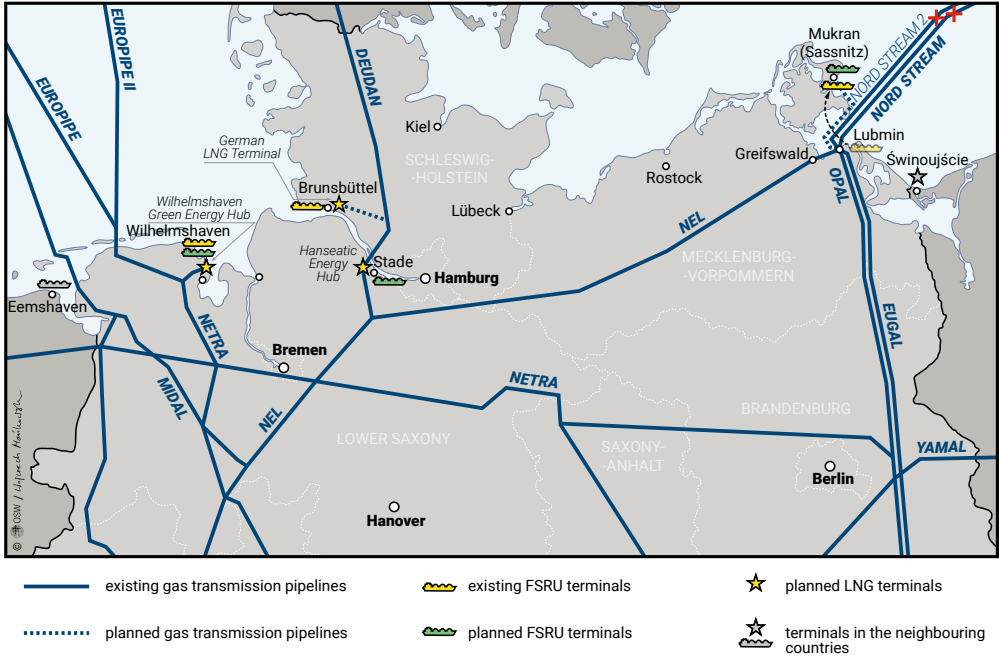 EUROPIPE II
EUROPIPE
DEUDAN
German
LNG Terminal
Kiel
SCHLESWIG-
-HOLSTEIN
Mukran
(Sassnitz)
NORD STREAM 2
NORD STREAM
Lubmin
Greifswald
Świnoujście
Rostock
OPAL
Brunsbüttel
Wilhelmshaven
Green Energy Hub
Wilhelmshaven
Lübeck
NEL
Hanseatic
Energy
Hub
Stade
Hamburg
MECKLENBURG-
-VORPOMMERN
Eemshaven
NETRA
Bremen
EUGAL
MIDAL
NEL
NETRA
LOWER SAXONY
BRANDENBURG
SAXONY-
-ANHALT
YAMAL
Berlin
Hanover
© OSW /
existing gas transmission pipelines
planned gas transmission pipelines
existing FSRU terminals
planned FSRU terminals
planned LNG terminals
terminals in the neighbouring
countries